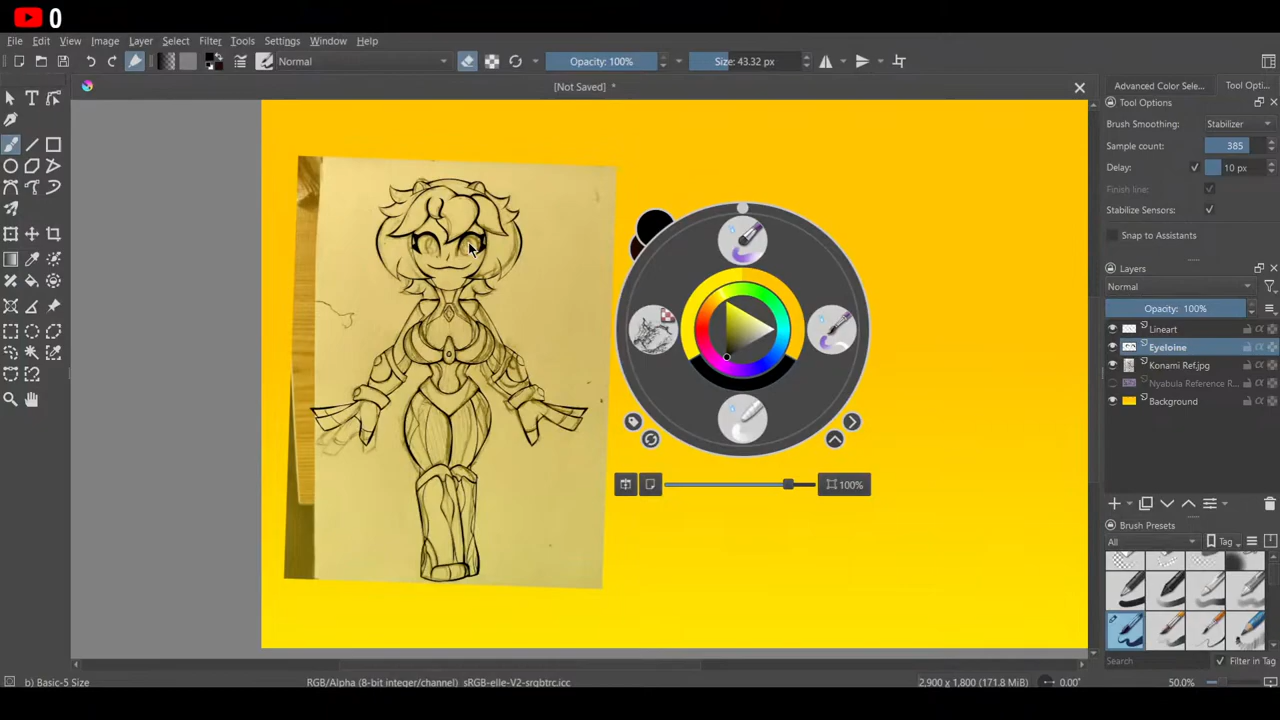 0
File Edit View Image Layer Select Filter Tools Settings Window Help
Normal Opacity: 100% Size: 43.32 px
[Not Saved] *
Advanced Color Sele... Tool Opti...
Tool Options
Brush Smoothing: Stabilizer
Sample count: 385
Delay: 10 px
Finish line:
Stabilize Sensors:
Snap to Assistants
Layers
Normal
Opacity: 100%
Lineart
Eyeloine
Konami Ref.jpg
Nyabula Reference R...
Background
100%
Brush Presets
All Tag
Search Filter in Tag
b) Basic-5 Size RGB/Alpha (8-bit integer/channel) sRGB-elle-V2-srgbtrc.icc 2,900 x 1,800 (171.8 MiB) 0.00° 50.0%